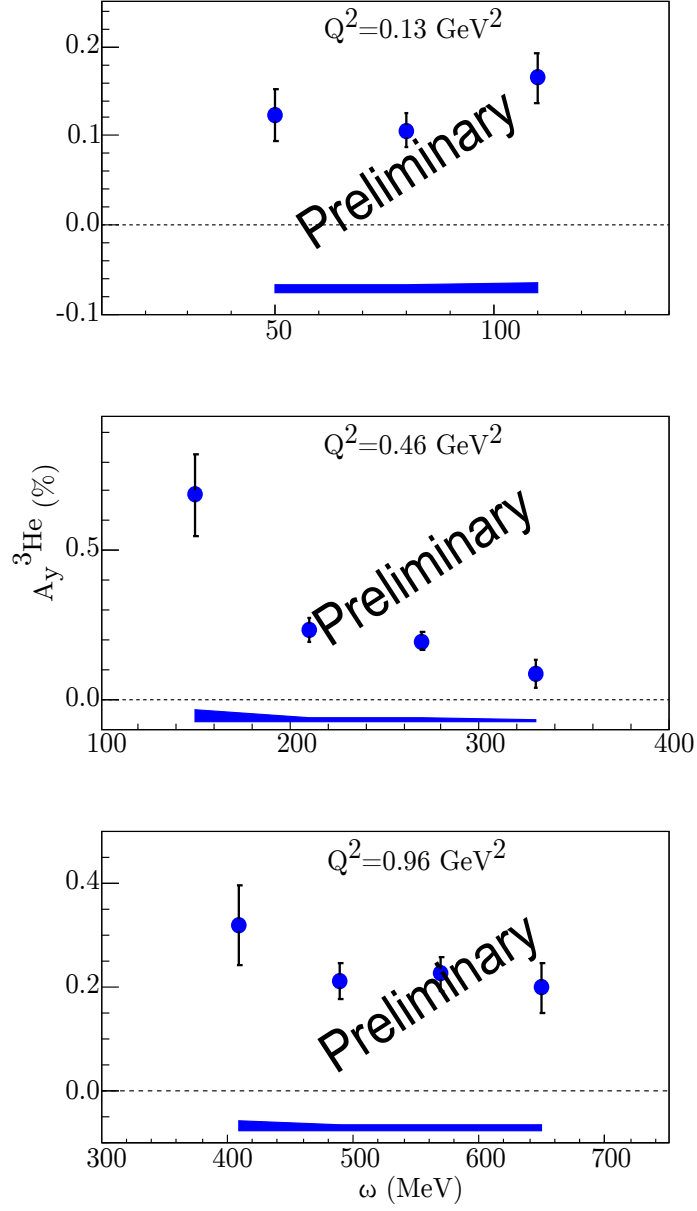 Q²=0.13 GeV²
0.2
0.1
0.0
-0.1
Preliminary
50 100
Ay³He (%)
Q²=0.46 GeV²
0.5
0.0
Preliminary
100 200 300 400
Q²=0.96 GeV²
0.4
0.2
0.0
Preliminary
300 400 500 600 700
ω (MeV)